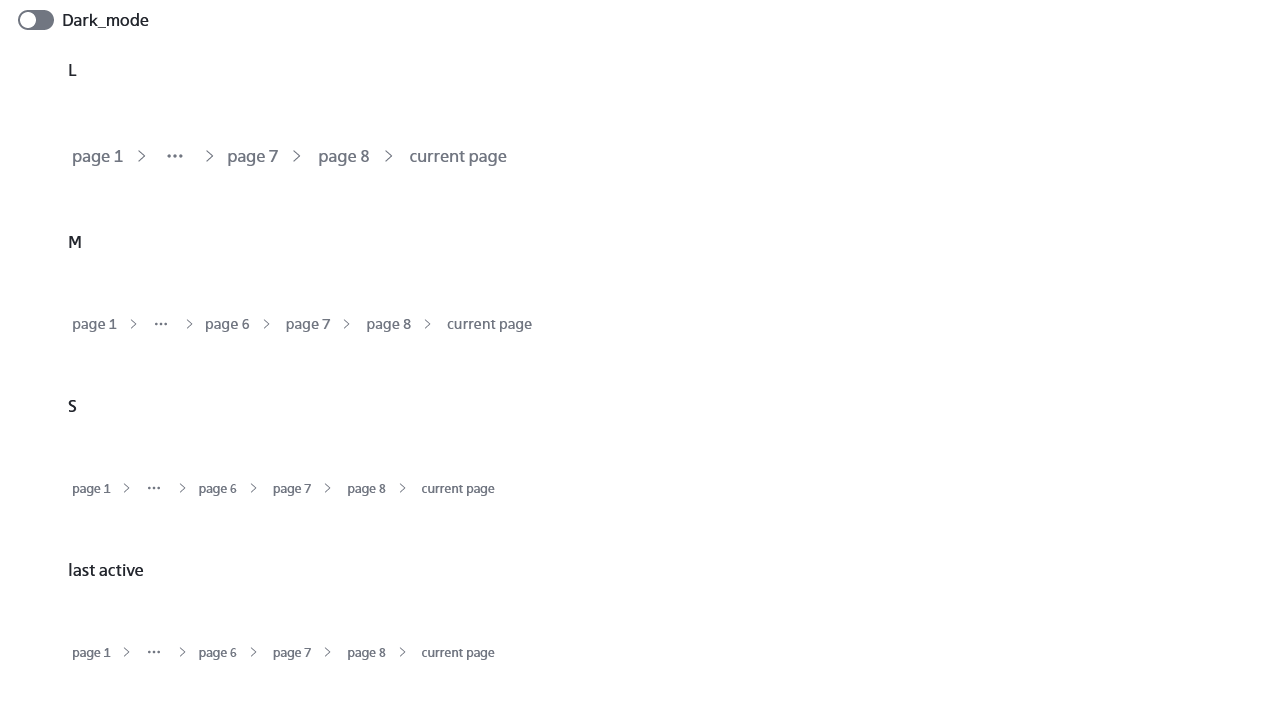 Dark_mode
L
page 1 > ... > page 7 > page 8 > current page
M
page 1 > ... > page 6 > page 7 > page 8 > current page
S
page 1 > ... > page 6 > page 7 > page 8 > current page
last active
page 1 > ... > page 6 > page 7 > page 8 > current page